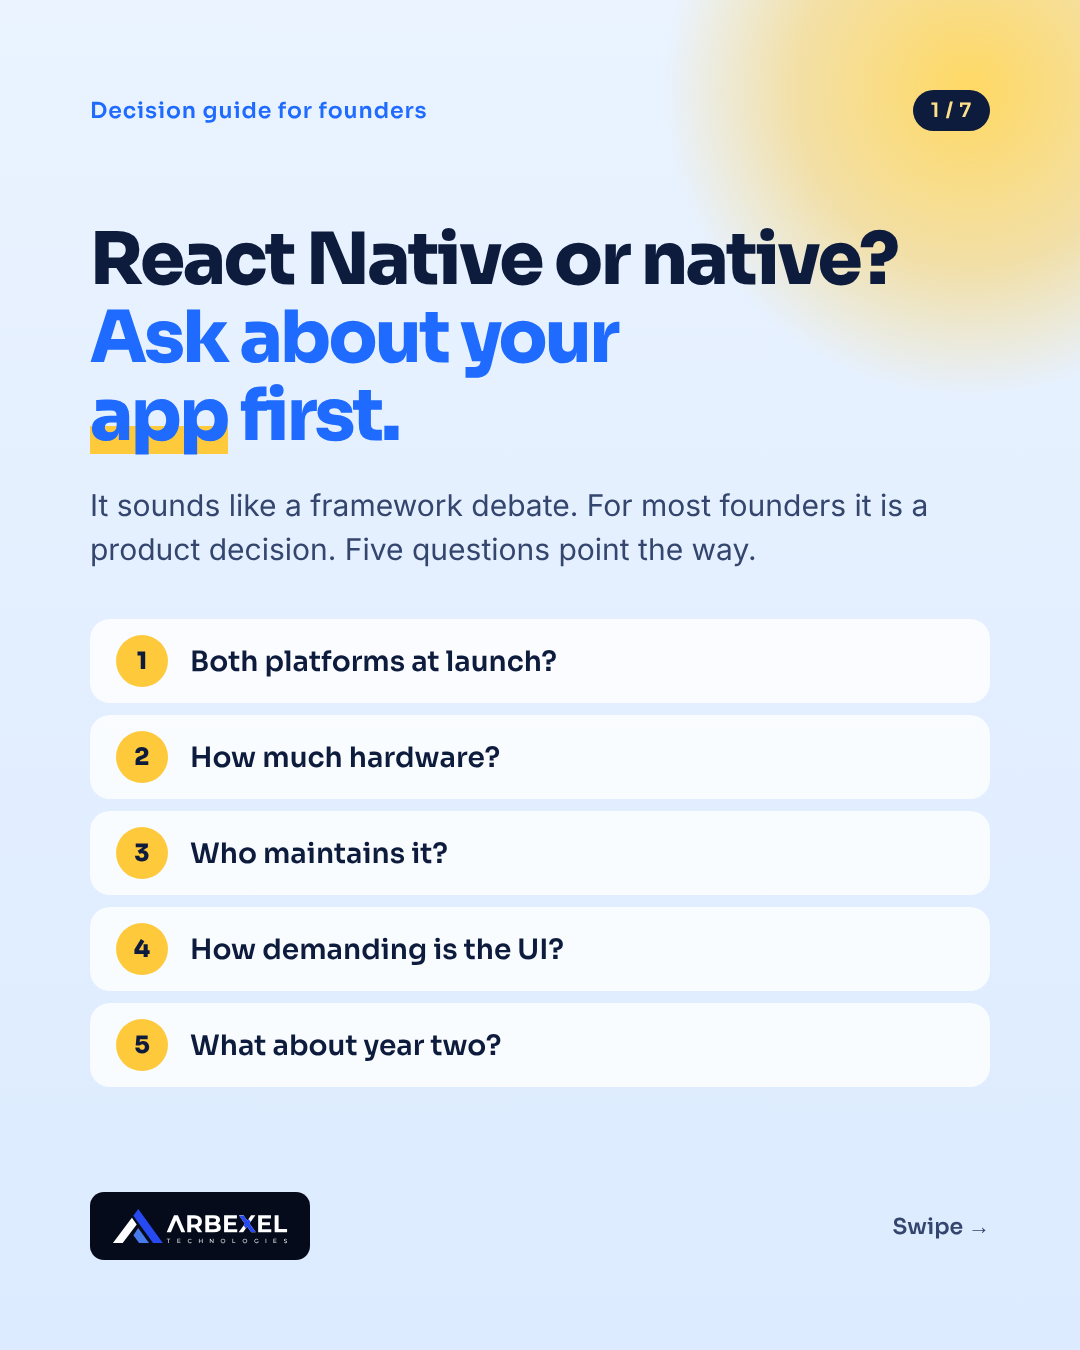 Decision guide for founders
1 / 7
React Native or native?
Ask about your
app first.
It sounds like a framework debate. For most founders it is a
product decision. Five questions point the way.
1 Both platforms at launch?
2 How much hardware?
3 Who maintains it?
4 How demanding is the UI?
5 What about year two?
ARBEXEL
TECHNOLOGIES
Swipe →